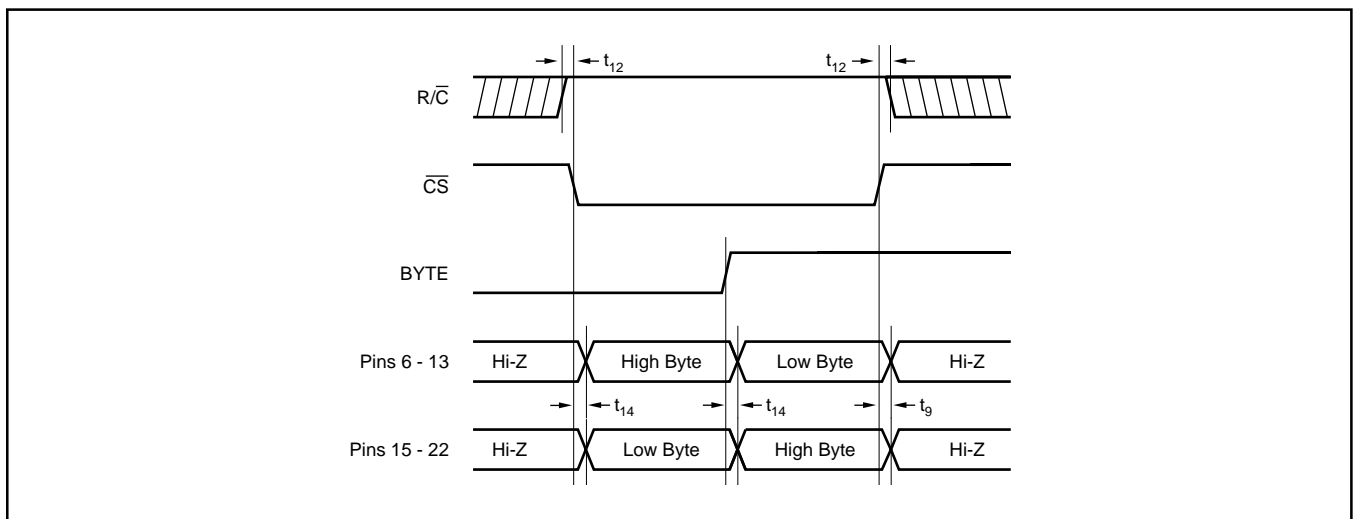 t12 t12
R/C̅
C̅S̅
BYTE
Pins 6 - 13 Hi-Z High Byte Low Byte Hi-Z
t14 t14 t9
Pins 15 - 22 Hi-Z Low Byte High Byte Hi-Z